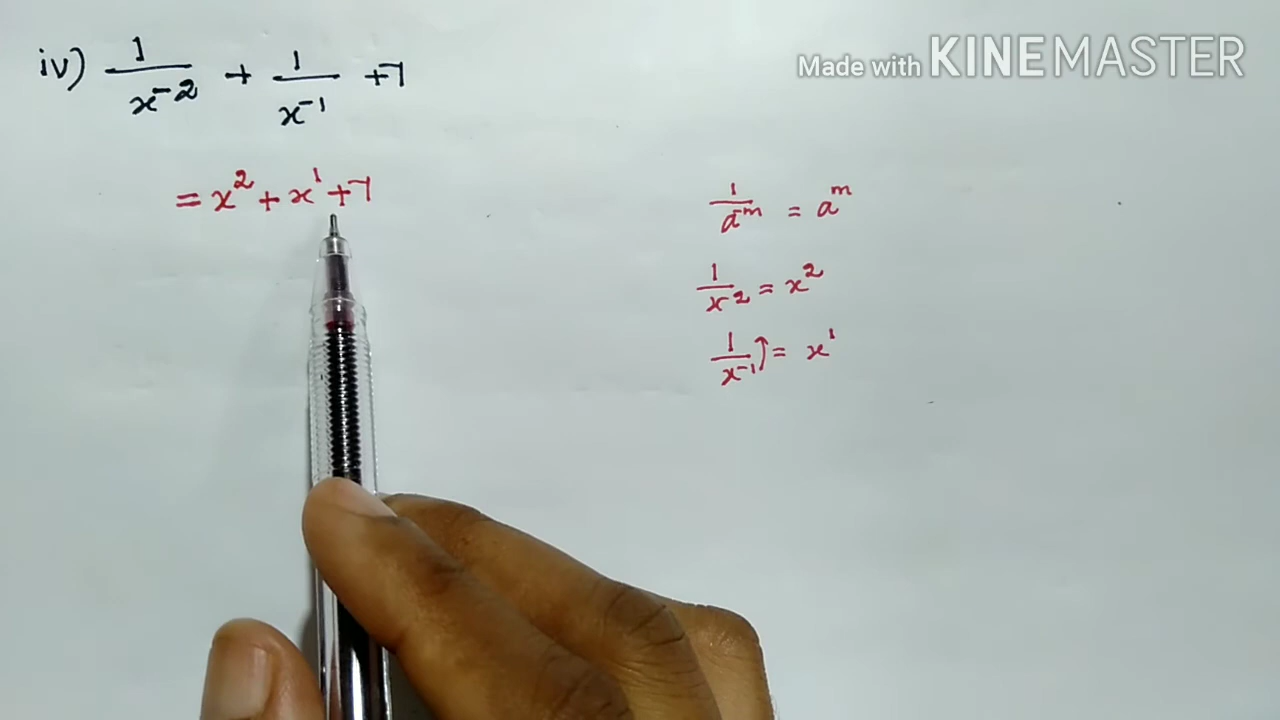 Made with KINEMASTER
iv) 1/x⁻² + 1/x⁻¹ +7
= x² + x¹ +7
1/a⁻ᵐ = aᵐ
1/x⁻² = x²
1/x⁻¹ = x¹